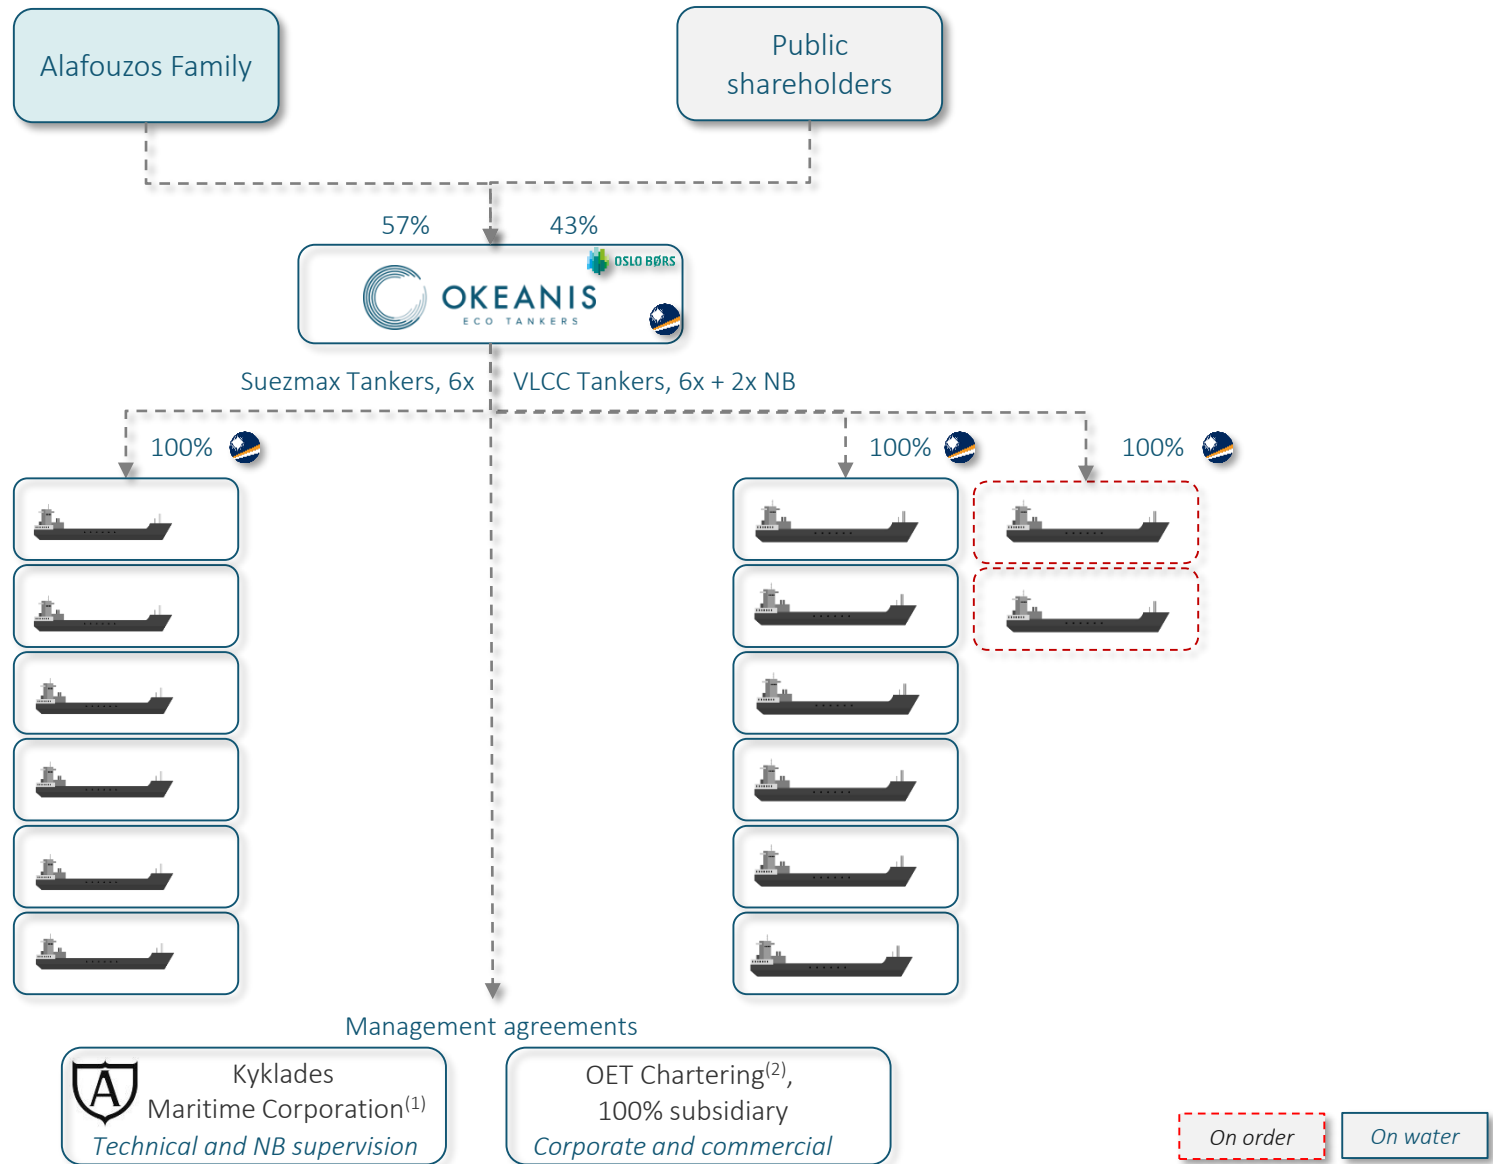 Alafouzos Family
Public
shareholders
57%
43%
OSLO BØRS
OKEANIS
ECO TANKERS
Suezmax Tankers, 6x
VLCC Tankers, 6x + 2x NB
100%
100%
100%
Management agreements
A
Kyklades
Maritime Corporation(1)
Technical and NB supervision
OET Chartering(2),
100% subsidiary
Corporate and commercial
On order
On water